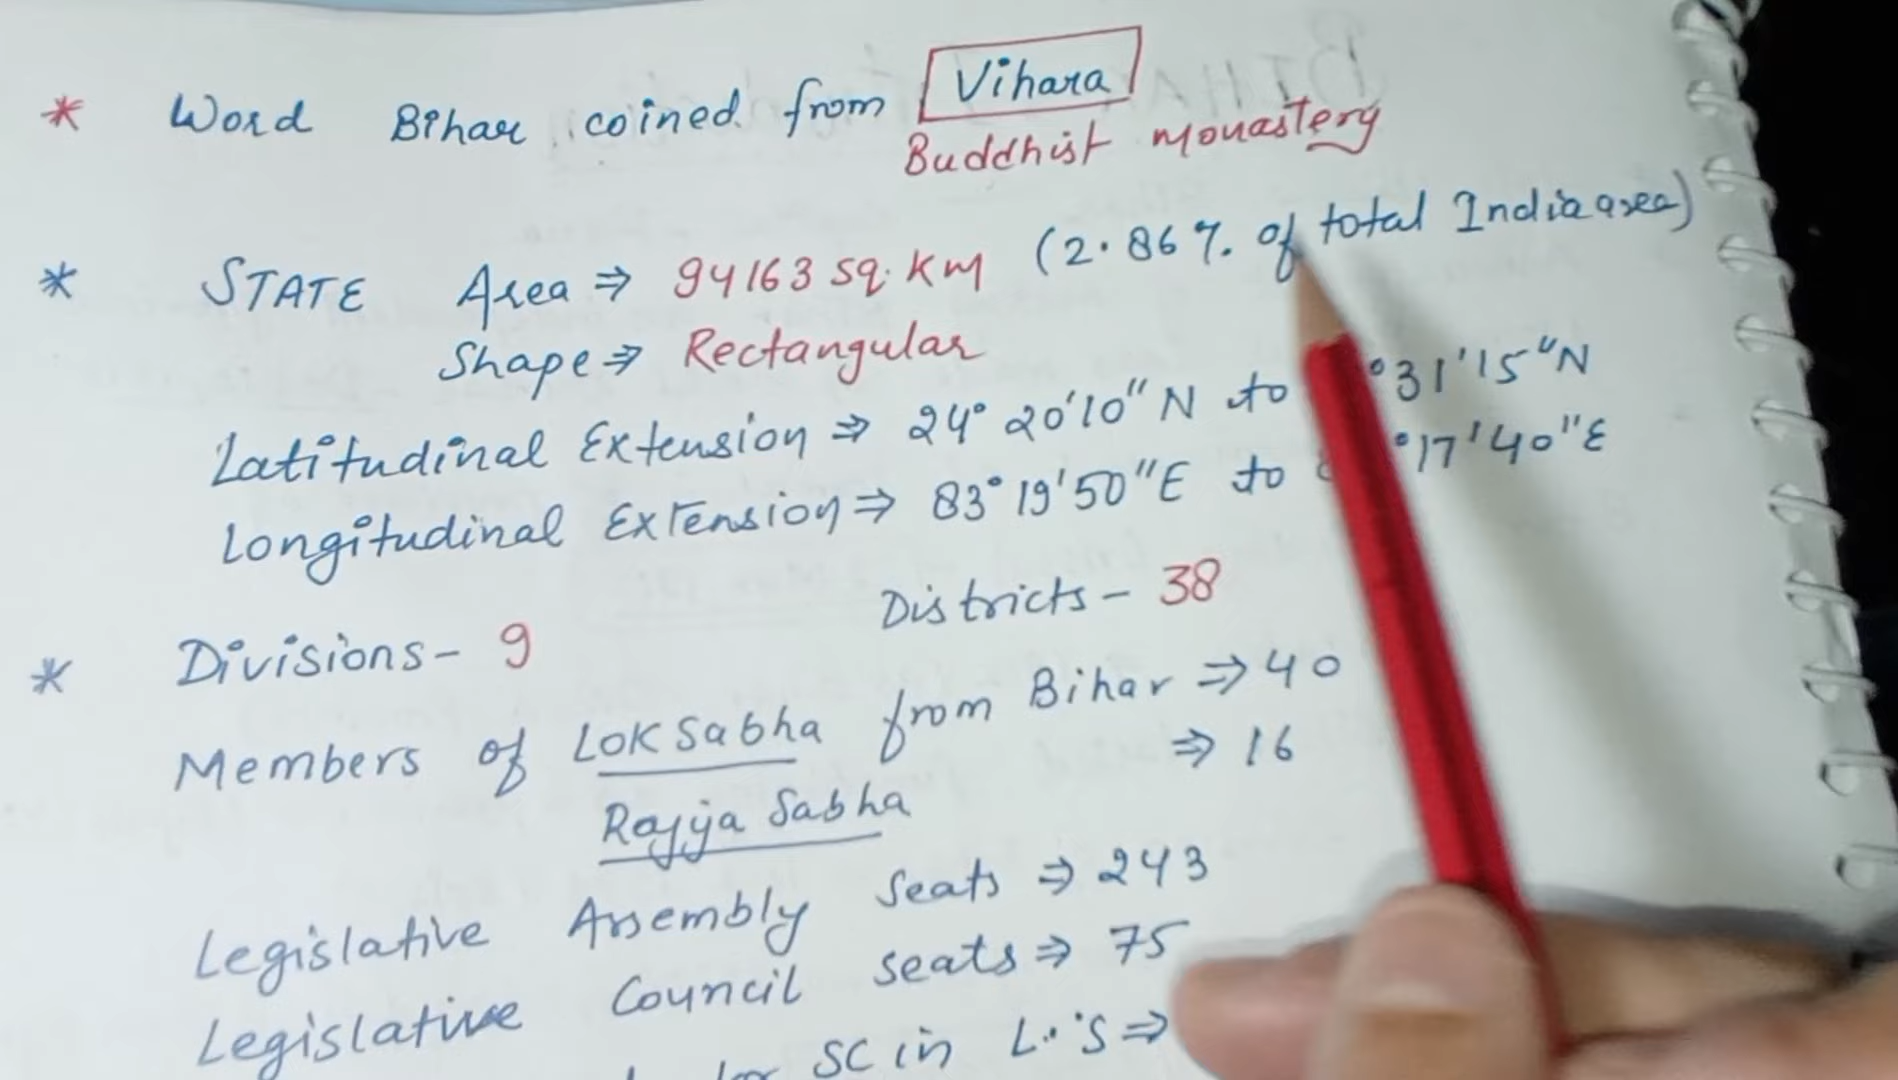 * Word Bihar coined from Vihara
Buddhist Monastery
* STATE Area ⇒ 94163 sq. km (2.86% of total India area)
Shape ⇒ Rectangular
Latitudinal Extension ⇒ 24° 20'10" N to °31'15"N
Longitudinal Extension ⇒ 83° 19'50"E to °17'40"E
* Divisions - 9 Districts - 38
Members of Lok Sabha from Bihar ⇒ 40
Rajya Sabha ⇒ 16
Legislative Assembly Seats ⇒ 243
Legislative Council seats ⇒ 75
SC in L.S ⇒